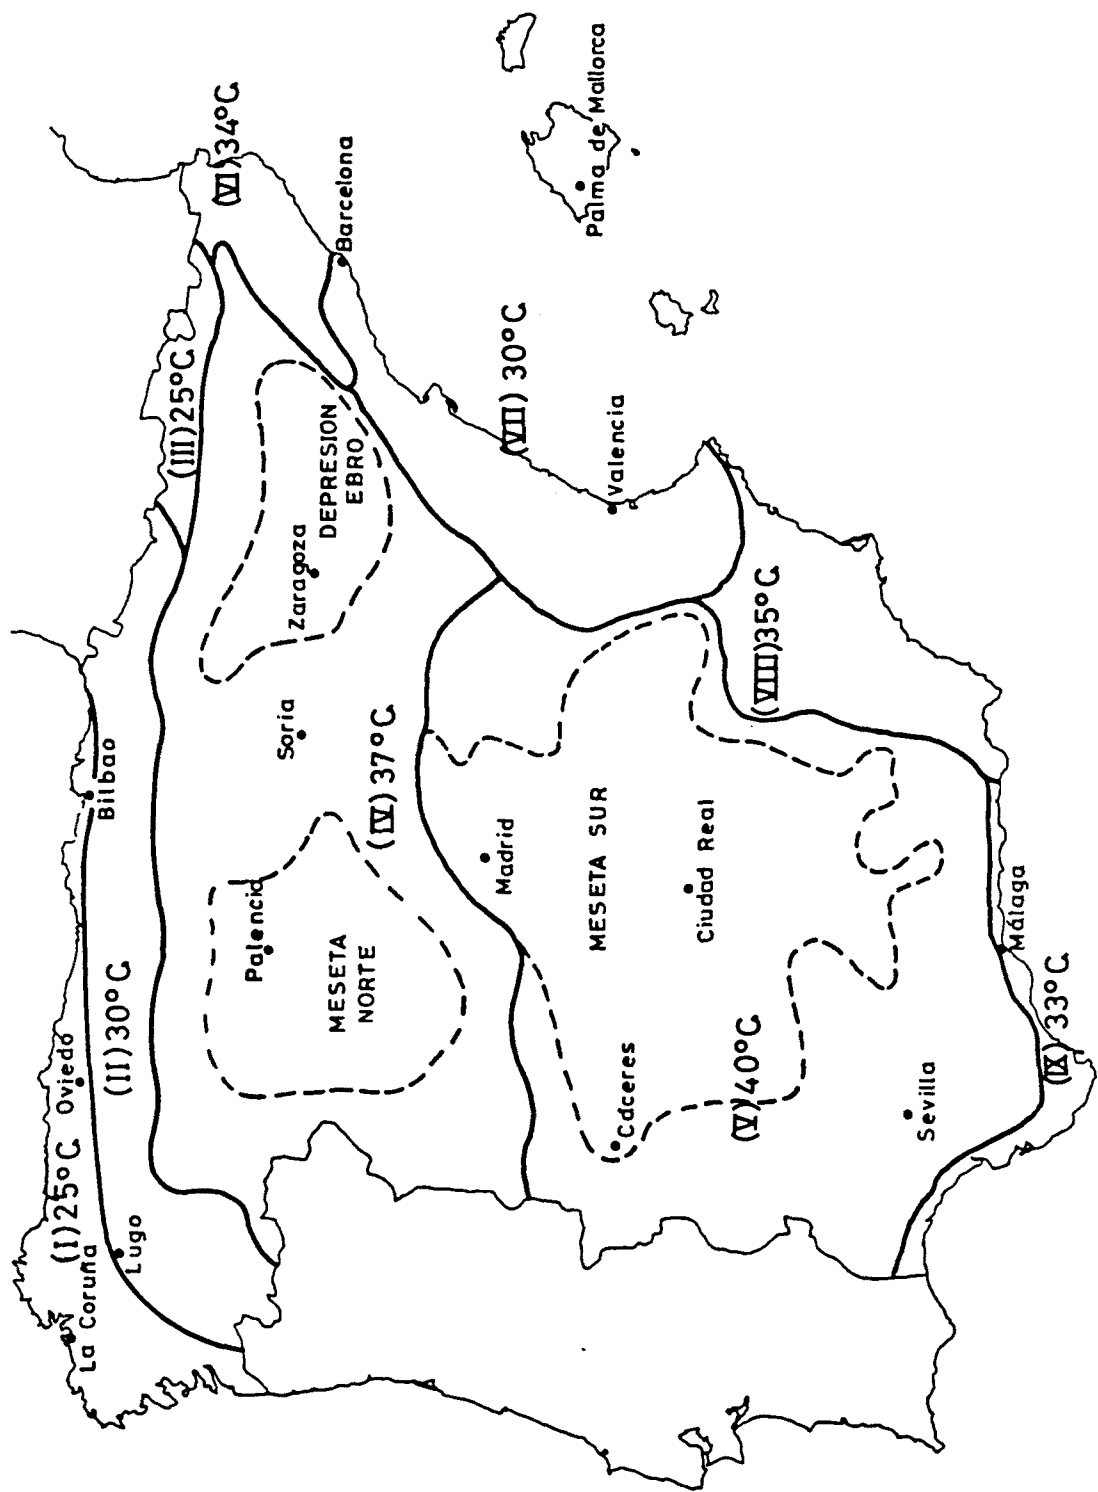 (I) 25°C.
La Coruña
Lugo
Oviedo
(II) 30°C.
Bilbao
(III) 25°C.
(VI) 34°C.
Palencia
MESETA
NORTE
Soria
Zaragoza
DEPRESION
EBRO
Barcelona
(IV) 37°C.
Madrid
(VII) 30°C.
Palma de Mallorca
Cáceres
MESETA SUR
Valencia
Ciudad Real
(V) 40°C.
(VIII) 35°C.
Sevilla
Málaga
(IX) 33°C.